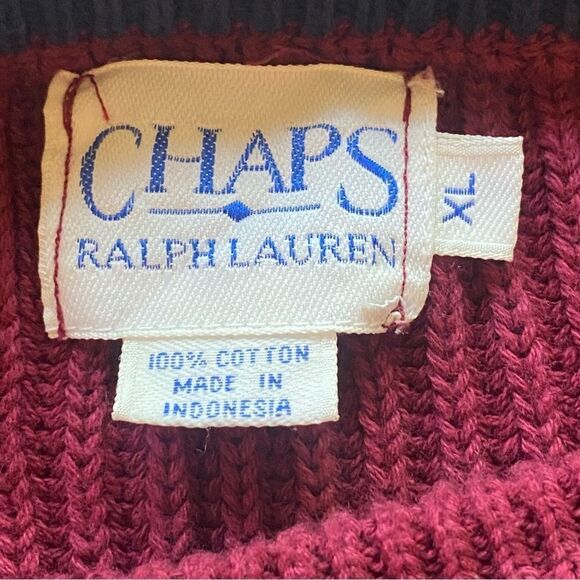 CHAPS
RALPH LAUREN
XL
100% COTTON
MADE IN
INDONESIA